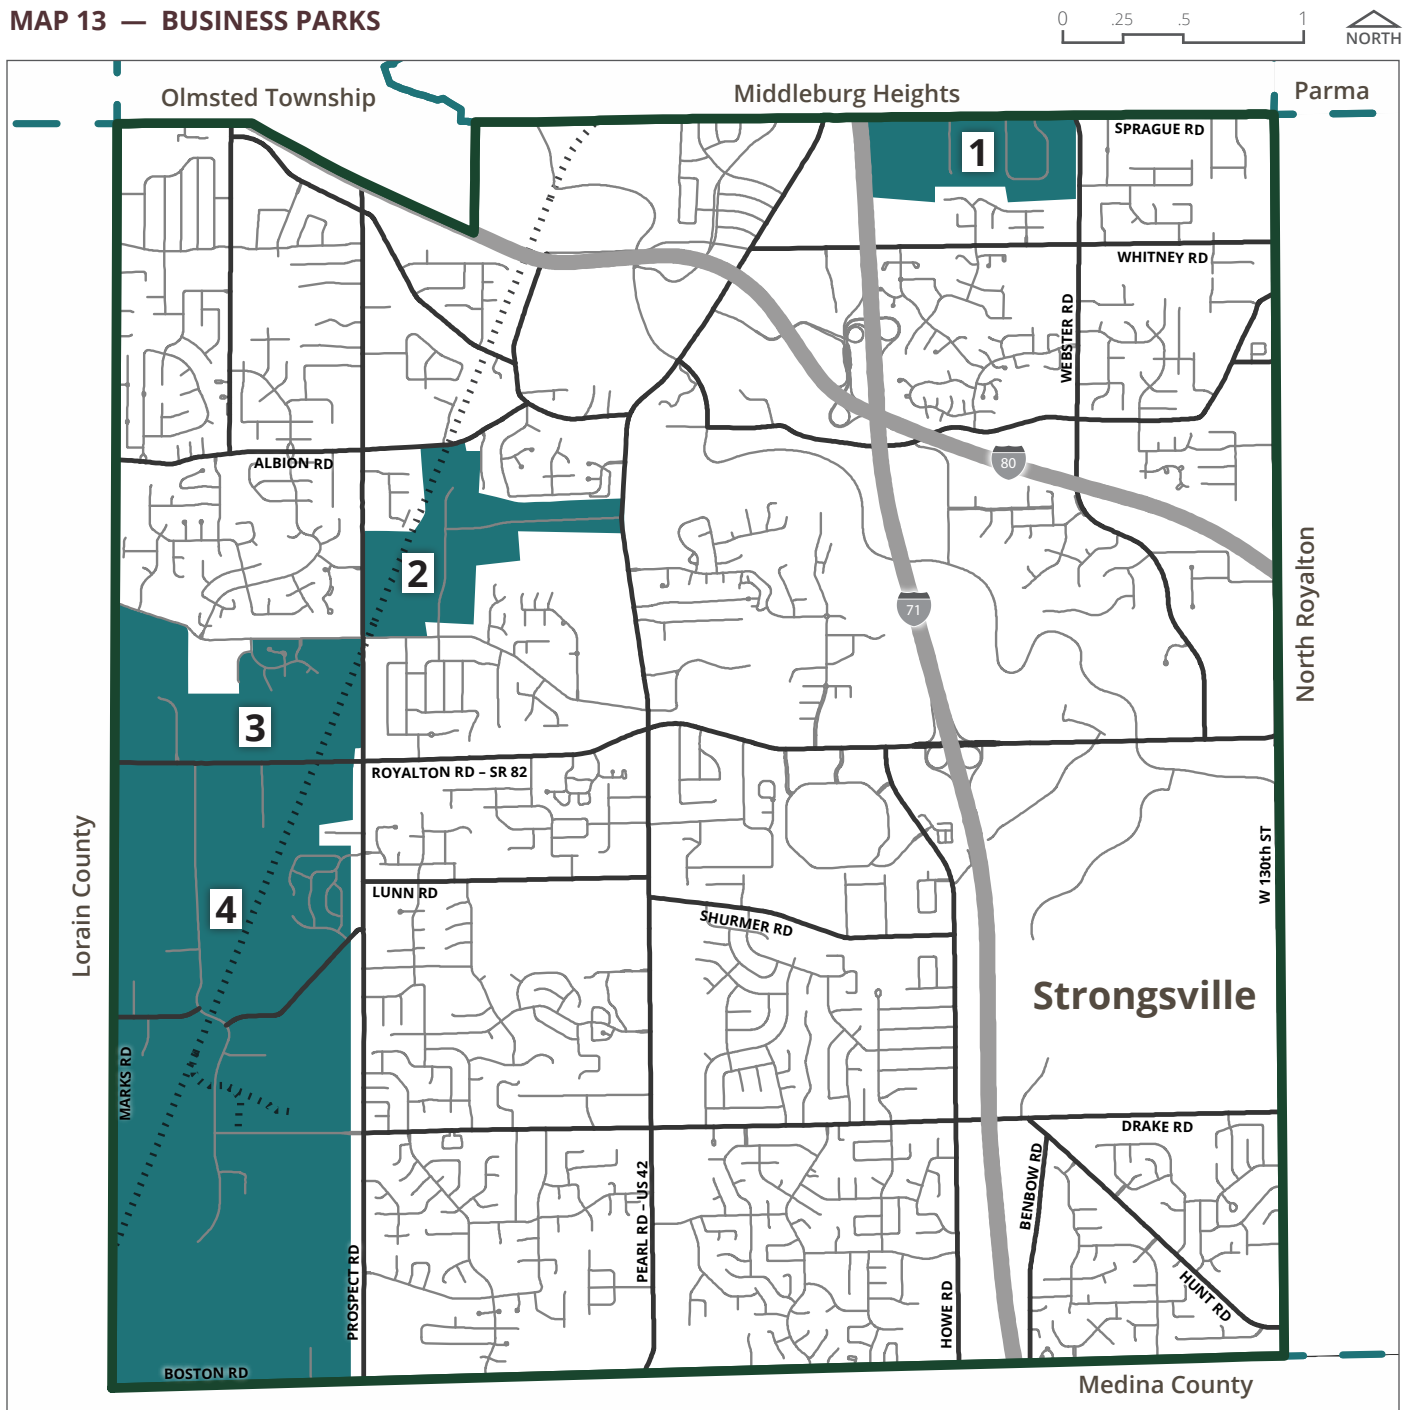 MAP 13 — BUSINESS PARKS
0 .25 .5 1
NORTH
Olmsted Township
Middleburg Heights
Parma
SPRAGUE RD
1
WHITNEY RD
WEBSTER RD
ALBION RD
80
2
71
North Royalton
3
ROYALTON RD – SR 82
Lorain County
W 130th ST
LUNN RD
4
SHURMER RD
Strongsville
MARKS RD
DRAKE RD
BENBOW RD
PEARL RD – US 42
PROSPECT RD
HOWE RD
HUNT RD
BOSTON RD
Medina County